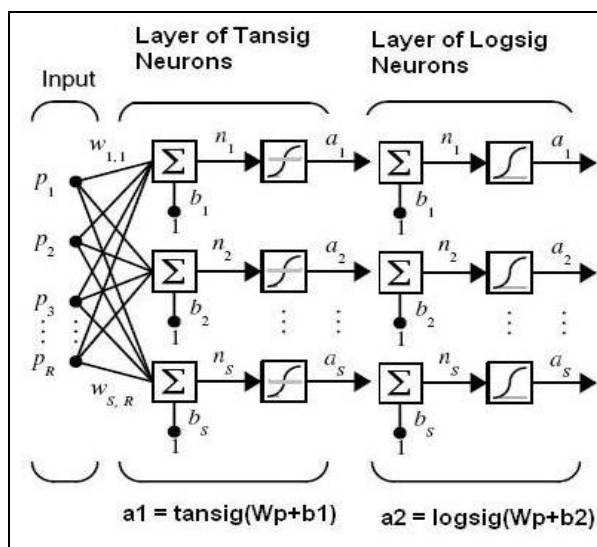 Layer of Tansig Neurons
Layer of Logsig Neurons
Input
w1,1 n1 a1 n1 a1
p1 Σ Σ
b1 b1
1 1
p2 n2 a2 n2 a2
Σ Σ
p3 b2 b2
1 1
pR nS aS nS aS
Σ Σ
wS, R bS bS
1 1
a1 = tansig(Wp+b1) a2 = logsig(Wp+b2)